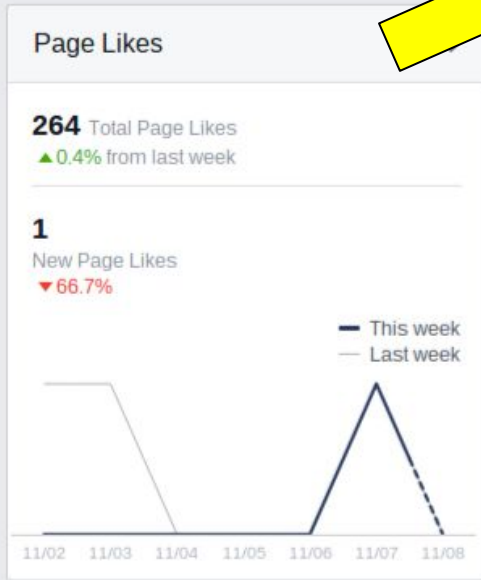 Page Likes
264 Total Page Likes
▲0.4% from last week
1
New Page Likes
▼66.7%
This week
Last week
11/02 11/03 11/04 11/05 11/06 11/07 11/08